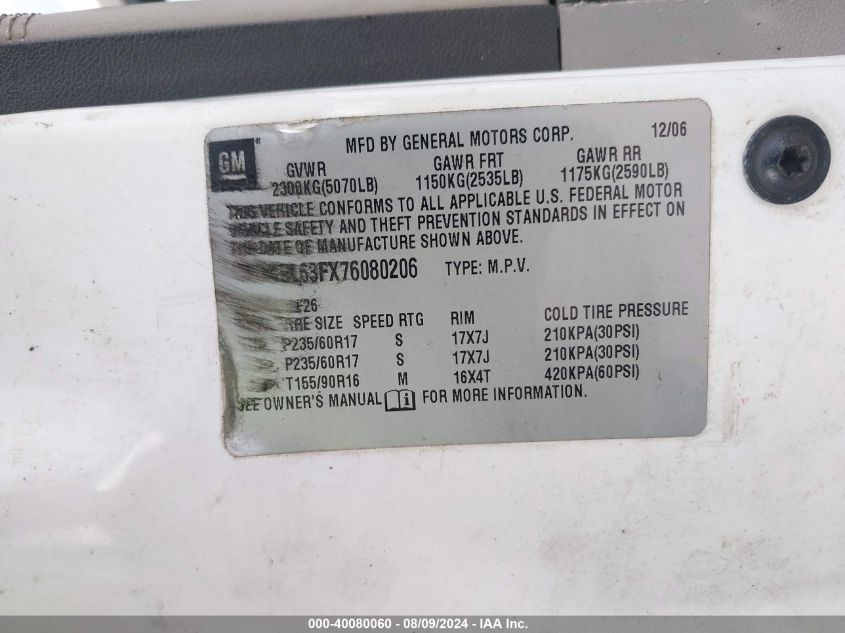 GM
MFD BY GENERAL MOTORS CORP. 12/06
GVWR GAWR FRT GAWR RR
2300KG(5070LB) 1150KG(2535LB) 1175KG(2590LB)
THIS VEHICLE CONFORMS TO ALL APPLICABLE U.S. FEDERAL MOTOR
VEHICLE SAFETY AND THEFT PREVENTION STANDARDS IN EFFECT ON
THE DATE OF MANUFACTURE SHOWN ABOVE.
L63FX76080206 TYPE: M.P.V.
SIZE SPEED RTG RIM COLD TIRE PRESSURE
P235/60R17 S 17X7J 210KPA(30PSI)
P235/60R17 S 17X7J 210KPA(30PSI)
T155/90R16 M 16X4T 420KPA(60PSI)
SEE OWNER'S MANUAL i FOR MORE INFORMATION.
000-40080060 - 08/09/2024 - IAA Inc.